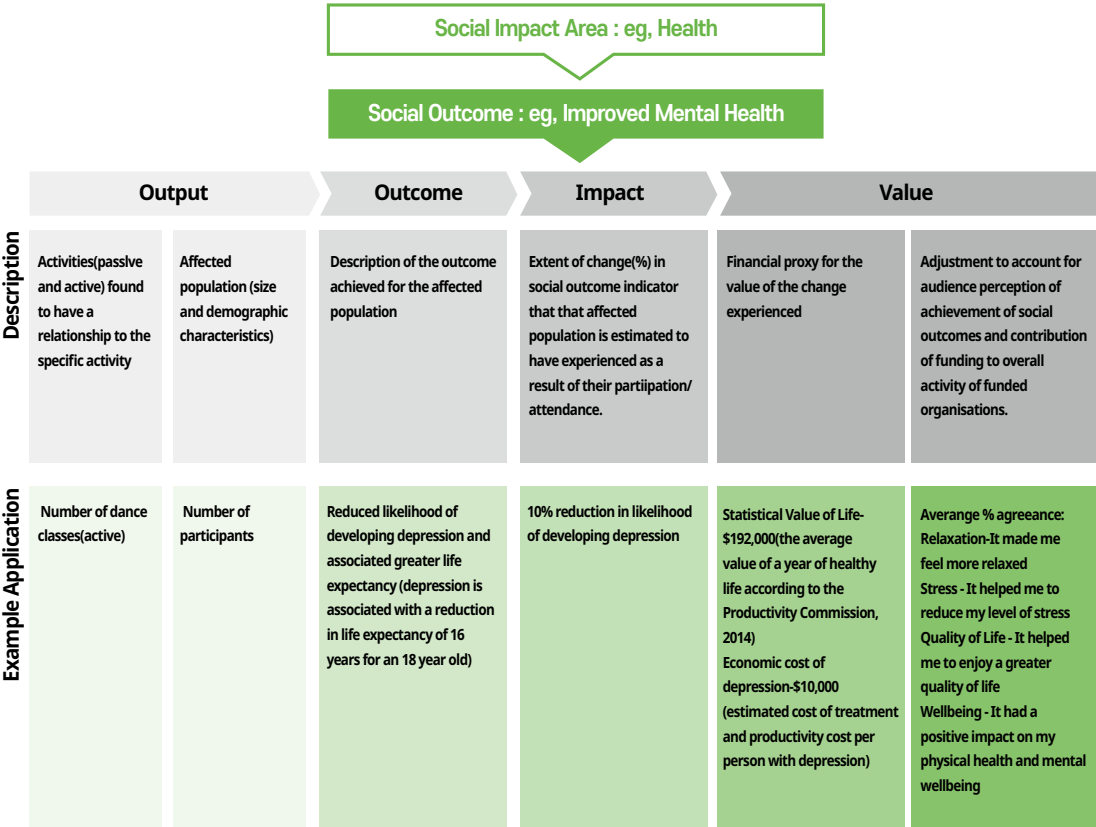 Social Impact Area : eg, Health
Social Outcome : eg, Improved Mental Health
Output
Outcome
Impact
Value
Description
Activities(passlve
and active) found
to have a
relationship to the
specific activity
Affected
population (size
and demographic
characteristics)
Description of the outcome
achieved for the affected
population
Extent of change(%) in
social outcome indicator
that that affected
population is estimated to
have experienced as a
result of their partiipation/
attendance.
Financial proxy for the
value of the change
experienced
Adjustment to account for
audience perception of
achievement of social
outcomes and contribution
of funding to overall
activity of funded
organisations.
Example Application
Number of dance
classes(active)
Number of
participants
Reduced likelihood of
developing depression and
associated greater life
expectancy (depression is
associated with a reduction
in life expectancy of 16
years for an 18 year old)
10% reduction in likelihood
of developing depression
Statistical Value of Life-
$192,000(the average
value of a year of healthy
life according to the
Productivity Commission,
2014)
Economic cost of
depression-$10,000
(estimated cost of treatment
and productivity cost per
person with depression)
Averange % agreeance:
Relaxation-It made me
feel more relaxed
Stress - It helped me to
reduce my level of stress
Quality of Life - It helped
me to enjoy a greater
quality of life
Wellbeing - It had a
positive impact on my
physical health and mental
wellbeing